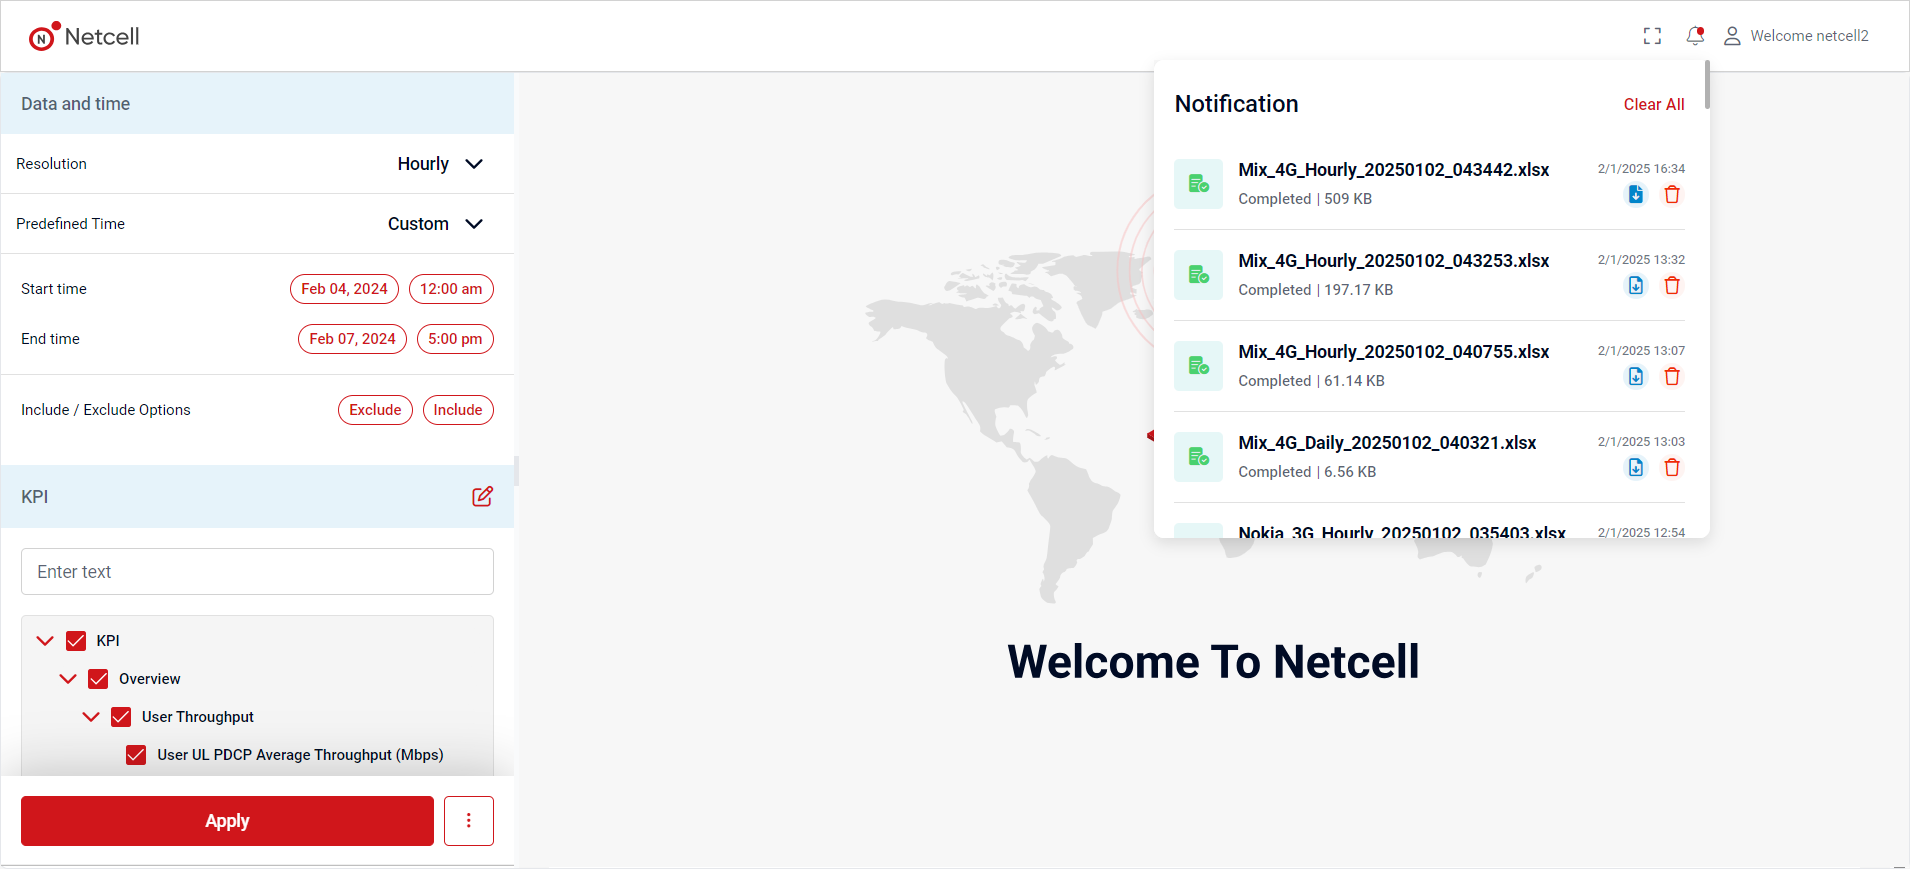 N Netcell
Welcome netcell2
Data and time
Resolution Hourly
Predefined Time Custom
Start time Feb 04, 2024 12:00 am
End time Feb 07, 2024 5:00 pm
Include / Exclude Options Exclude Include
KPI
Enter text
KPI
Overview
User Throughput
User UL PDCP Average Throughput (Mbps)
Apply
Notification Clear All
Mix_4G_Hourly_20250102_043442.xlsx 2/1/2025 16:34
Completed | 509 KB
Mix_4G_Hourly_20250102_043253.xlsx 2/1/2025 13:32
Completed | 197.17 KB
Mix_4G_Hourly_20250102_040755.xlsx 2/1/2025 13:07
Completed | 61.14 KB
Mix_4G_Daily_20250102_040321.xlsx 2/1/2025 13:03
Completed | 6.56 KB
Nokia_3G_Hourly_20250102_035403.xlsx 2/1/2025 12:54
Welcome To Netcell